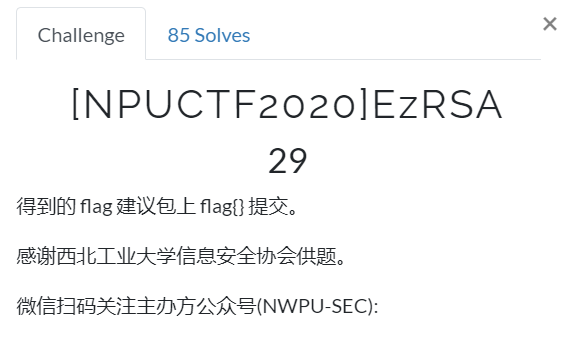 Challenge
85 Solves
×
[NPUCTF2020]EzRSA
29
得到的 flag 建议包上 flag{} 提交。
感谢西北工业大学信息安全协会供题。
微信扫码关注主办方公众号(NWPU-SEC):